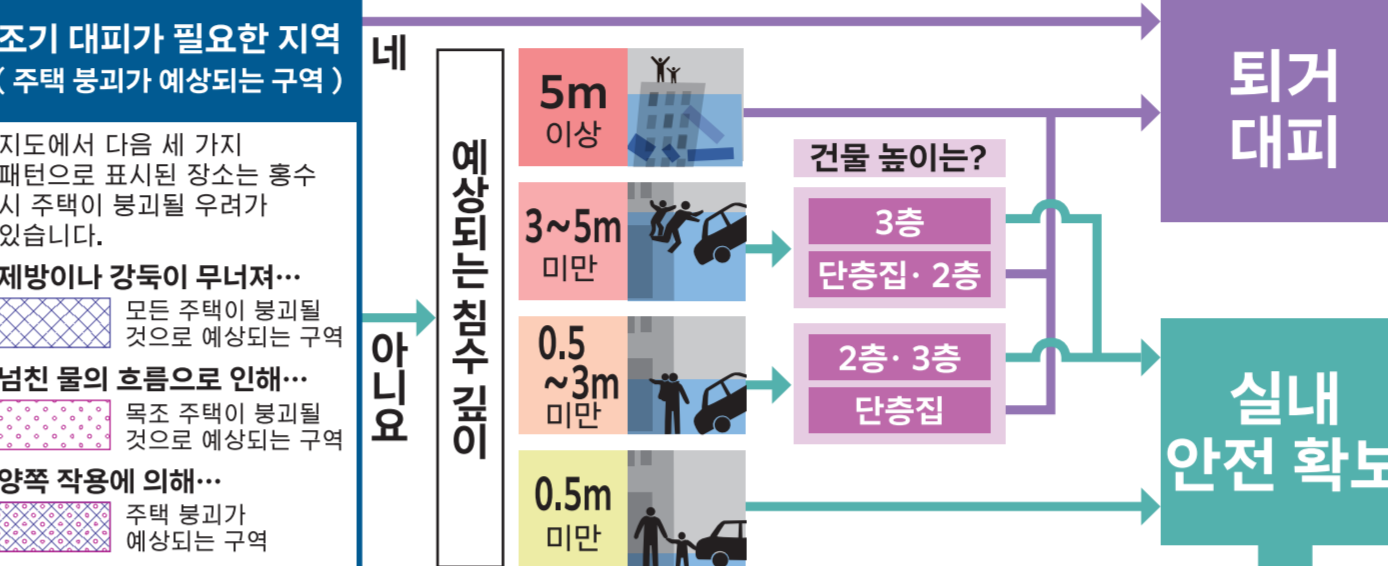 조기 대피가 필요한 지역
( 주택 붕괴가 예상되는 구역 )
지도에서 다음 세 가지
패턴으로 표시된 장소는 홍수
시 주택이 붕괴될 우려가
있습니다.
제방이나 강둑이 무너져…
모든 주택이 붕괴될
것으로 예상되는 구역
넘친 물의 흐름으로 인해…
목조 주택이 붕괴될
것으로 예상되는 구역
양쪽 작용에 의해…
주택 붕괴가
예상되는 구역
네
아니요
예상되는 침수 깊이
5m
이상
3~5m
미만
0.5
~3m
미만
0.5m
미만
건물 높이는?
3층
단층집· 2층
2층· 3층
단층집
퇴거
대피
실내
안전 확보